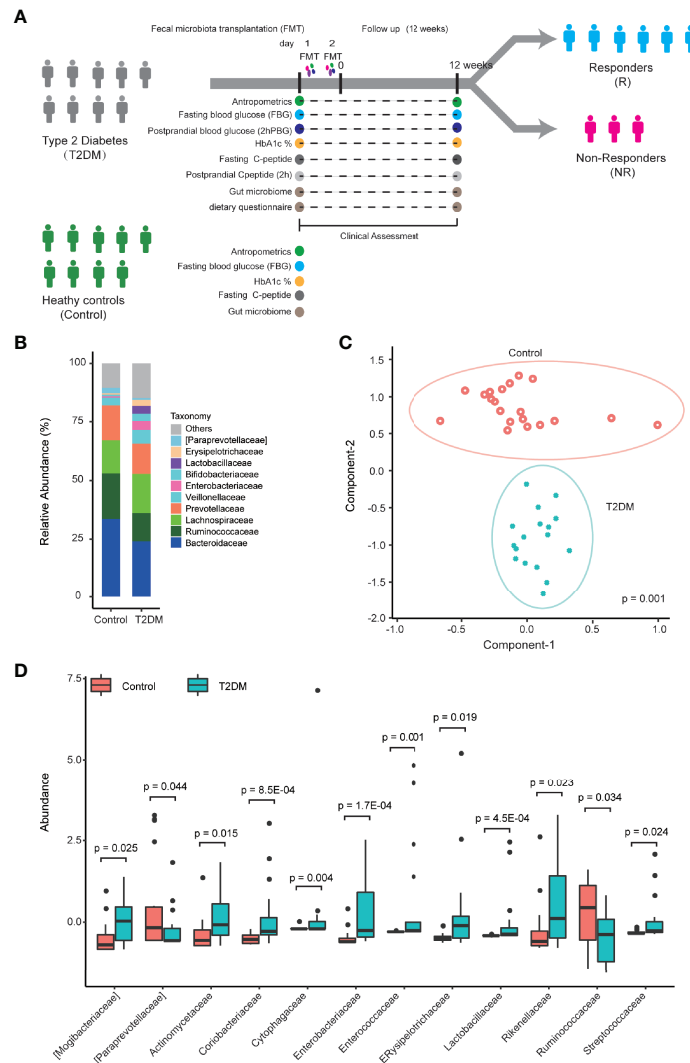 A
Fecal microbiota transplantation (FMT)
Follow up (12 weeks)
day 1 2
FMT FMT
0
12 weeks
Responders
(R)
Type 2 Diabetes
(T2DM)
Antropometrics
Fasting blood glucose (FBG)
Postprandial blood glucose (2hPBG)
HbA1c %
Fasting C-peptide
Postprandial Cpeptide (2h)
Gut microbiome
dietary questionnaire
Non-Responders
(NR)
Clinical Assessment
Heathy controls
(Control)
Antropometrics
Fasting blood glucose (FBG)
HbA1c %
Fasting C-peptide
Gut microbiome
B
Relative Abundance (%)
100
75
50
25
0
Control T2DM
Taxonomy
Others
[Paraprevotellaceae]
Erysipelotrichaceae
Lactobacillaceae
Bifidobacteriaceae
Enterobacteriaceae
Veillonellaceae
Prevotellaceae
Lachnospiraceae
Ruminococcaceae
Bacteroidaceae
C
Control
Component-2
1.5
1.0
0.5
0.0
-0.5
-1.0
-1.5
-2.0
T2DM
p = 0.001
-1.0 -0.5 0.0 0.5 1.0
Component-1
D
Control T2DM
Abundance
7.5
5.0
2.5
0.0
p = 0.025
p = 0.044
p = 0.015
p = 8.5E-04
p = 0.004
p = 1.7E-04
p = 0.001
p = 0.019
p = 4.5E-04
p = 0.023
p = 0.034
p = 0.024
[Mogibacteriaceae]
[Paraprevotellaceae]
Actinomycetaceae
Coriobacteriaceae
Cytophagaceae
Enterobacteriaceae
Enterococcaceae
ERysipelotrichaceae
Lactobacillaceae
Rikenellaceae
Ruminococcaceae
Streptococcaceae